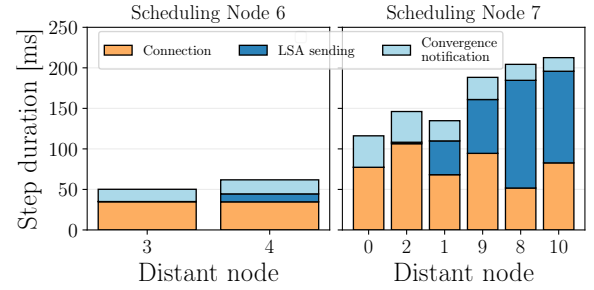 Scheduling Node 6
Scheduling Node 7
Connection
LSA sending
Convergence
notification
Step duration [ms]
250
200
150
100
50
0
3
4
0
2
1
9
8
10
Distant node
Distant node